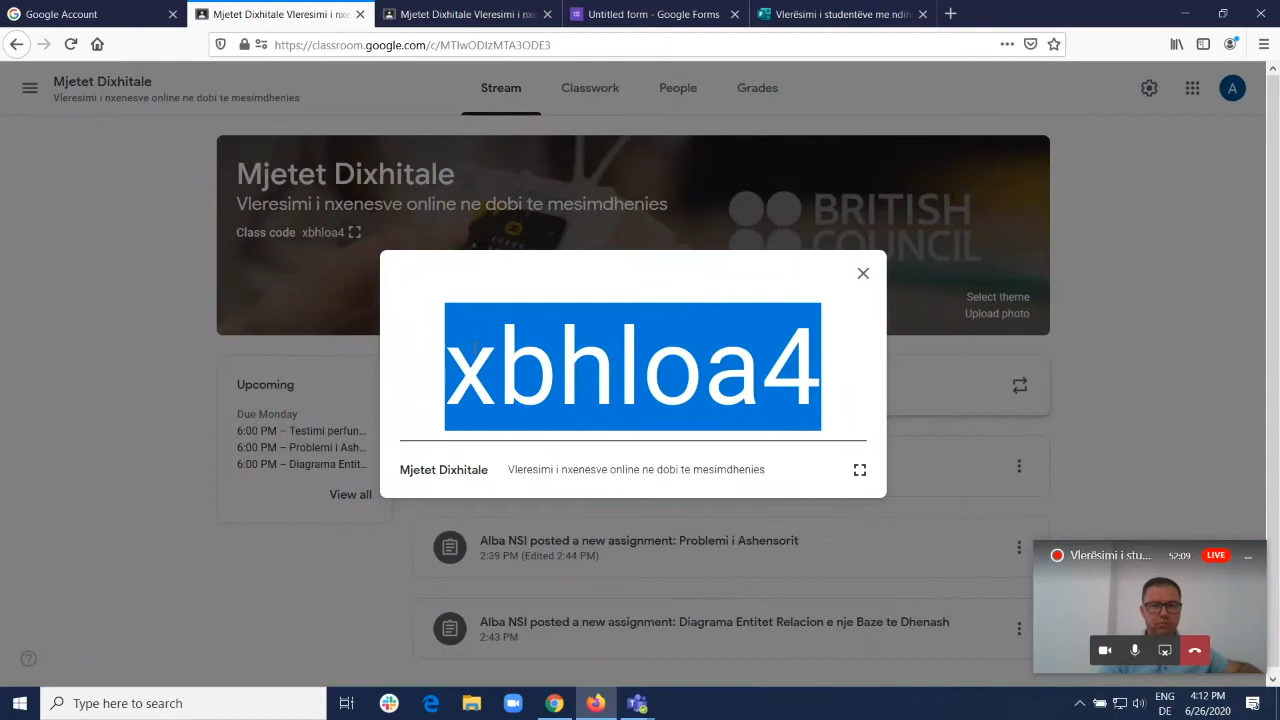 Google Account
Mjetet Dixhitale Vleresimi i nxe
Mjetet Dixhitale Vleresimi i nxe
Untitled form - Google Forms
Vlerësimi i studentëve me ndih
https://classroom.google.com/c/MTIwODIzMTA3ODE3
Mjetet Dixhitale
Vleresimi i nxenesve online ne dobi te mesimdhenies
Stream
Classwork
People
Grades
A
Mjetet Dixhitale
Vleresimi i nxenesve online ne dobi te mesimdhenies
Class code xbhloa4
BRITISH
COUNCIL
Select theme
Upload photo
xbhloa4
Mjetet Dixhitale
Vleresimi i nxenesve online ne dobi te mesimdhenies
Upcoming
Due Monday
6:00 PM – Testimi perfun...
6:00 PM – Problemi i Ash...
6:00 PM – Diagrama Entit...
View all
Alba NSI posted a new assignment: Problemi i Ashensorit
2:39 PM (Edited 2:44 PM)
Alba NSI posted a new assignment: Diagrama Entitet Relacion e nje Baze te Dhenash
2:43 PM
Vlerësimi i stu...
52:09
LIVE
Type here to search
ENG
DE
4:12 PM
6/26/2020